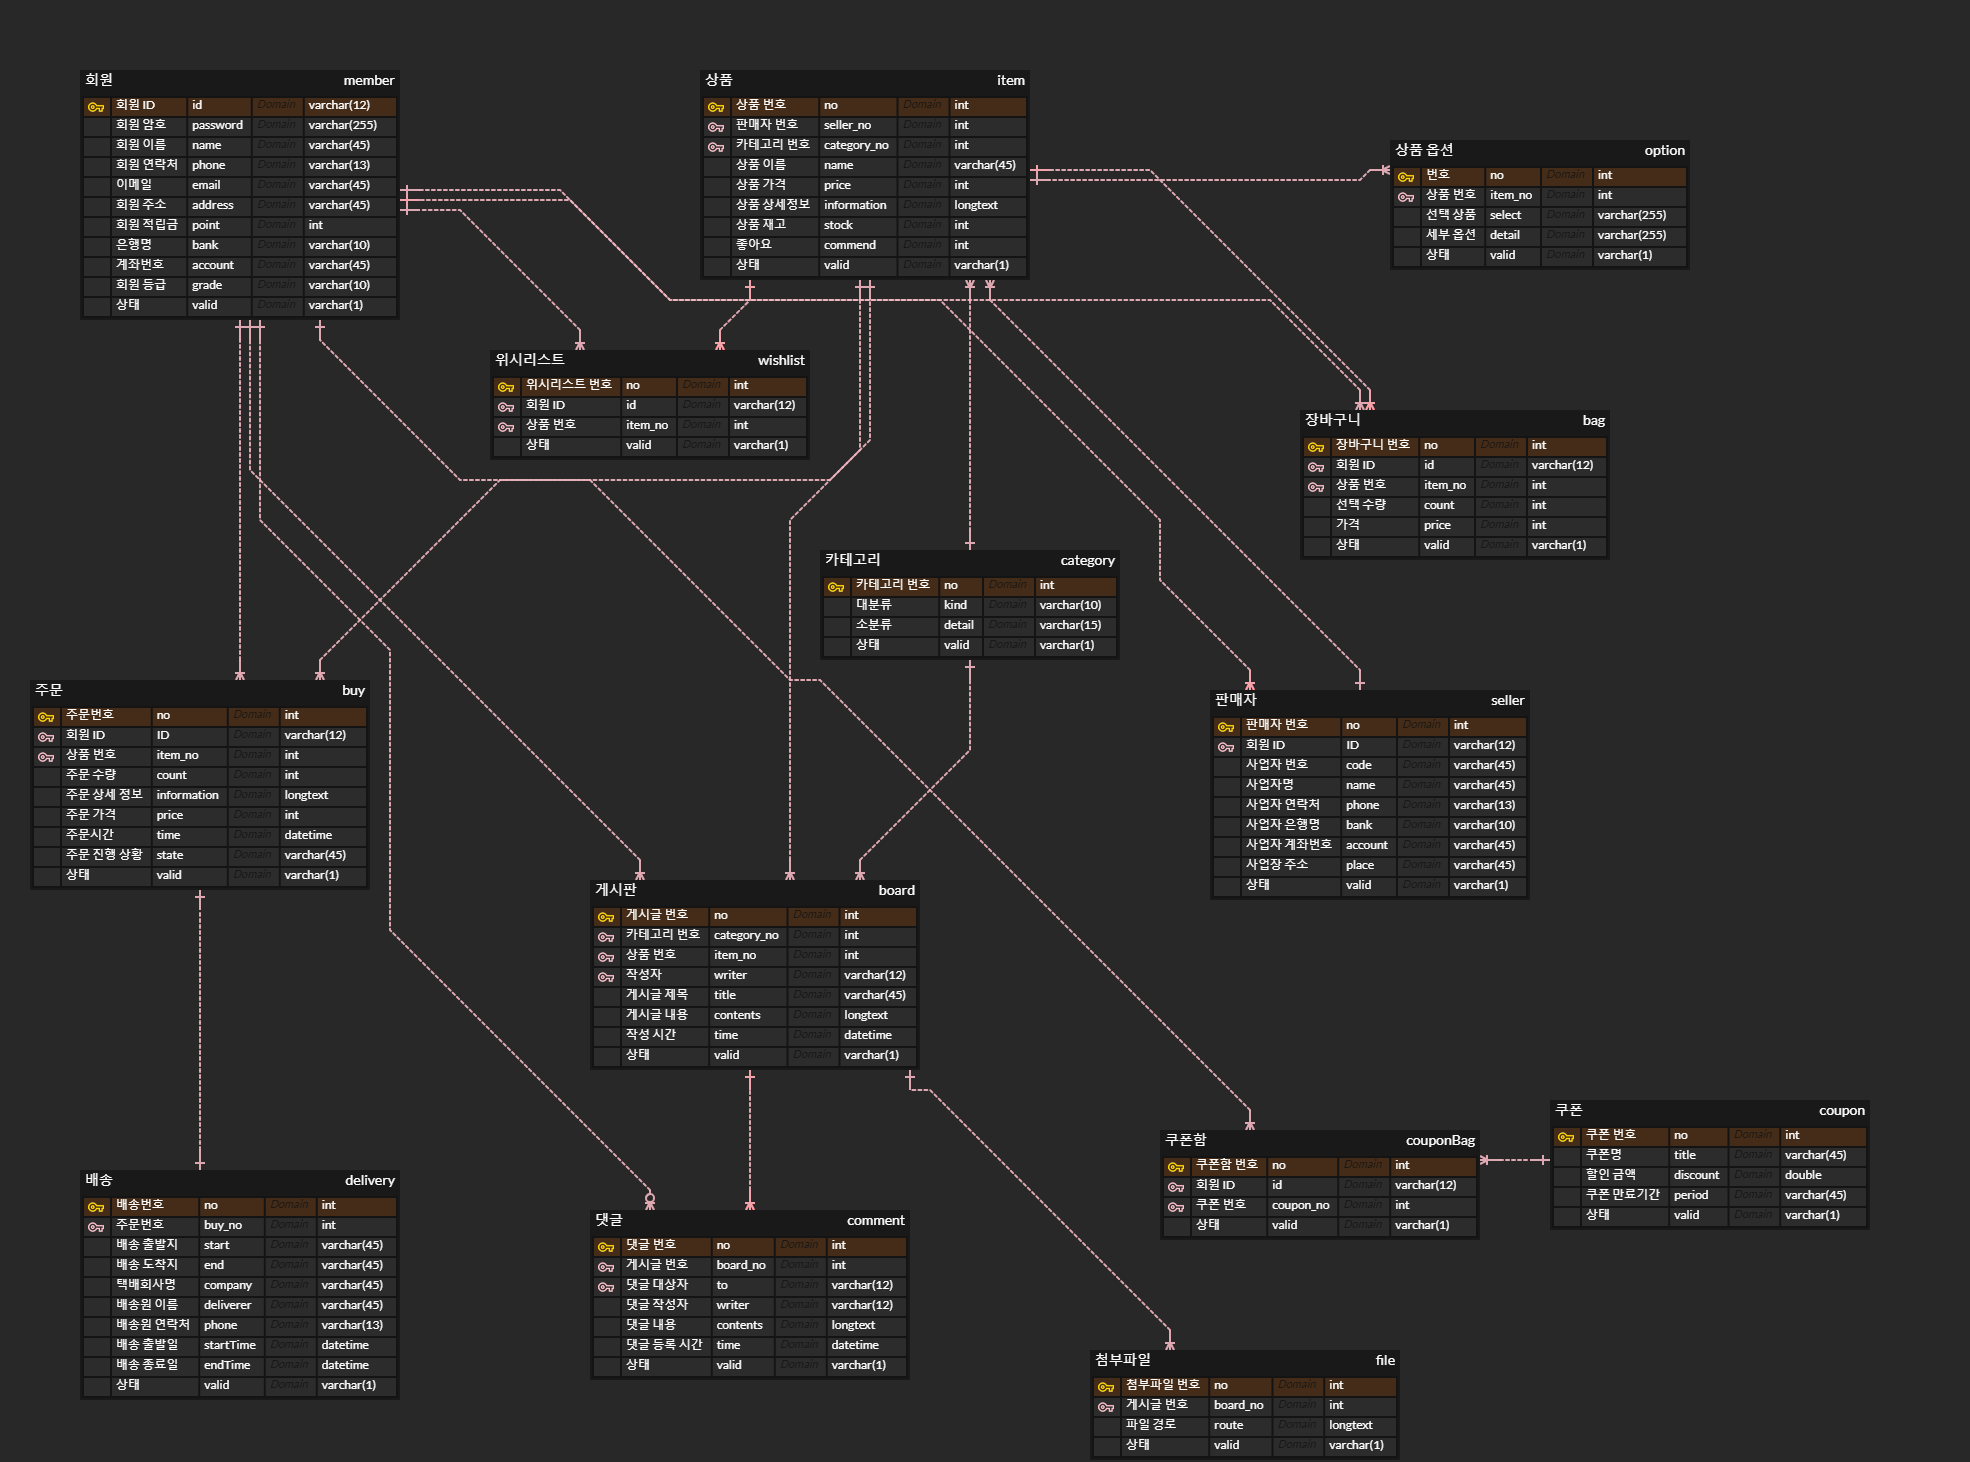 회원 member
회원 ID id Domain varchar(12)
회원 암호 password Domain varchar(255)
회원 이름 name Domain varchar(45)
회원 연락처 phone Domain varchar(13)
이메일 email Domain varchar(45)
회원 주소 address Domain varchar(45)
회원 적립금 point Domain int
은행명 bank Domain varchar(10)
계좌번호 account Domain varchar(45)
회원 등급 grade Domain varchar(10)
상태 valid Domain varchar(1)
상품 item
상품 번호 no Domain int
판매자 번호 seller_no Domain int
카테고리 번호 category_no Domain int
상품 이름 name Domain varchar(45)
상품 가격 price Domain int
상품 상세정보 information Domain longtext
상품 재고 stock Domain int
좋아요 commend Domain int
상태 valid Domain varchar(1)
상품 옵션 option
번호 no Domain int
상품 번호 item_no Domain int
선택 상품 select Domain varchar(255)
세부 옵션 detail Domain varchar(255)
상태 valid Domain varchar(1)
위시리스트 wishlist
위시리스트 번호 no Domain int
회원 ID id Domain varchar(12)
상품 번호 item_no Domain int
상태 valid Domain varchar(1)
장바구니 bag
장바구니 번호 no Domain int
회원 ID id Domain varchar(12)
상품 번호 item_no Domain int
선택 수량 count Domain int
가격 price Domain int
상태 valid Domain varchar(1)
카테고리 category
카테고리 번호 no Domain int
대분류 kind Domain varchar(10)
소분류 detail Domain varchar(15)
상태 valid Domain varchar(1)
주문 buy
주문번호 no Domain int
회원 ID ID Domain varchar(12)
상품 번호 item_no Domain int
주문 수량 count Domain int
주문 상세 정보 information Domain longtext
주문 가격 price Domain int
주문시간 time Domain datetime
주문 진행 상황 state Domain varchar(45)
상태 valid Domain varchar(1)
판매자 seller
판매자 번호 no Domain int
회원 ID ID Domain varchar(12)
사업자 번호 code Domain varchar(45)
사업자명 name Domain varchar(45)
사업자 연락처 phone Domain varchar(13)
사업자 은행명 bank Domain varchar(10)
사업자 계좌번호 account Domain varchar(45)
사업장 주소 place Domain varchar(45)
상태 valid Domain varchar(1)
게시판 board
게시글 번호 no Domain int
카테고리 번호 category_no Domain int
상품 번호 item_no Domain int
작성자 writer Domain varchar(12)
게시글 제목 title Domain varchar(45)
게시글 내용 contents Domain longtext
작성 시간 time Domain datetime
상태 valid Domain varchar(1)
쿠폰함 couponBag
쿠폰함 번호 no Domain int
회원 ID id Domain varchar(12)
쿠폰 번호 coupon_no Domain int
상태 valid Domain varchar(1)
쿠폰 coupon
쿠폰 번호 no Domain int
쿠폰명 title Domain varchar(45)
할인 금액 discount Domain double
쿠폰 만료기간 period Domain varchar(45)
상태 valid Domain varchar(1)
배송 delivery
배송번호 no Domain int
주문번호 buy_no Domain int
배송 출발지 start Domain varchar(45)
배송 도착지 end Domain varchar(45)
택배회사명 company Domain varchar(45)
배송원 이름 deliverer Domain varchar(45)
배송원 연락처 phone Domain varchar(13)
배송 출발일 startTime Domain datetime
배송 종료일 endTime Domain datetime
상태 valid Domain varchar(1)
댓글 comment
댓글 번호 no Domain int
게시글 번호 board_no Domain int
댓글 대상자 to Domain varchar(12)
댓글 작성자 writer Domain varchar(12)
댓글 내용 contents Domain longtext
댓글 등록 시간 time Domain datetime
상태 valid Domain varchar(1)
첨부파일 file
첨부파일 번호 no Domain int
게시글 번호 board_no Domain int
파일 경로 route Domain longtext
상태 valid Domain varchar(1)